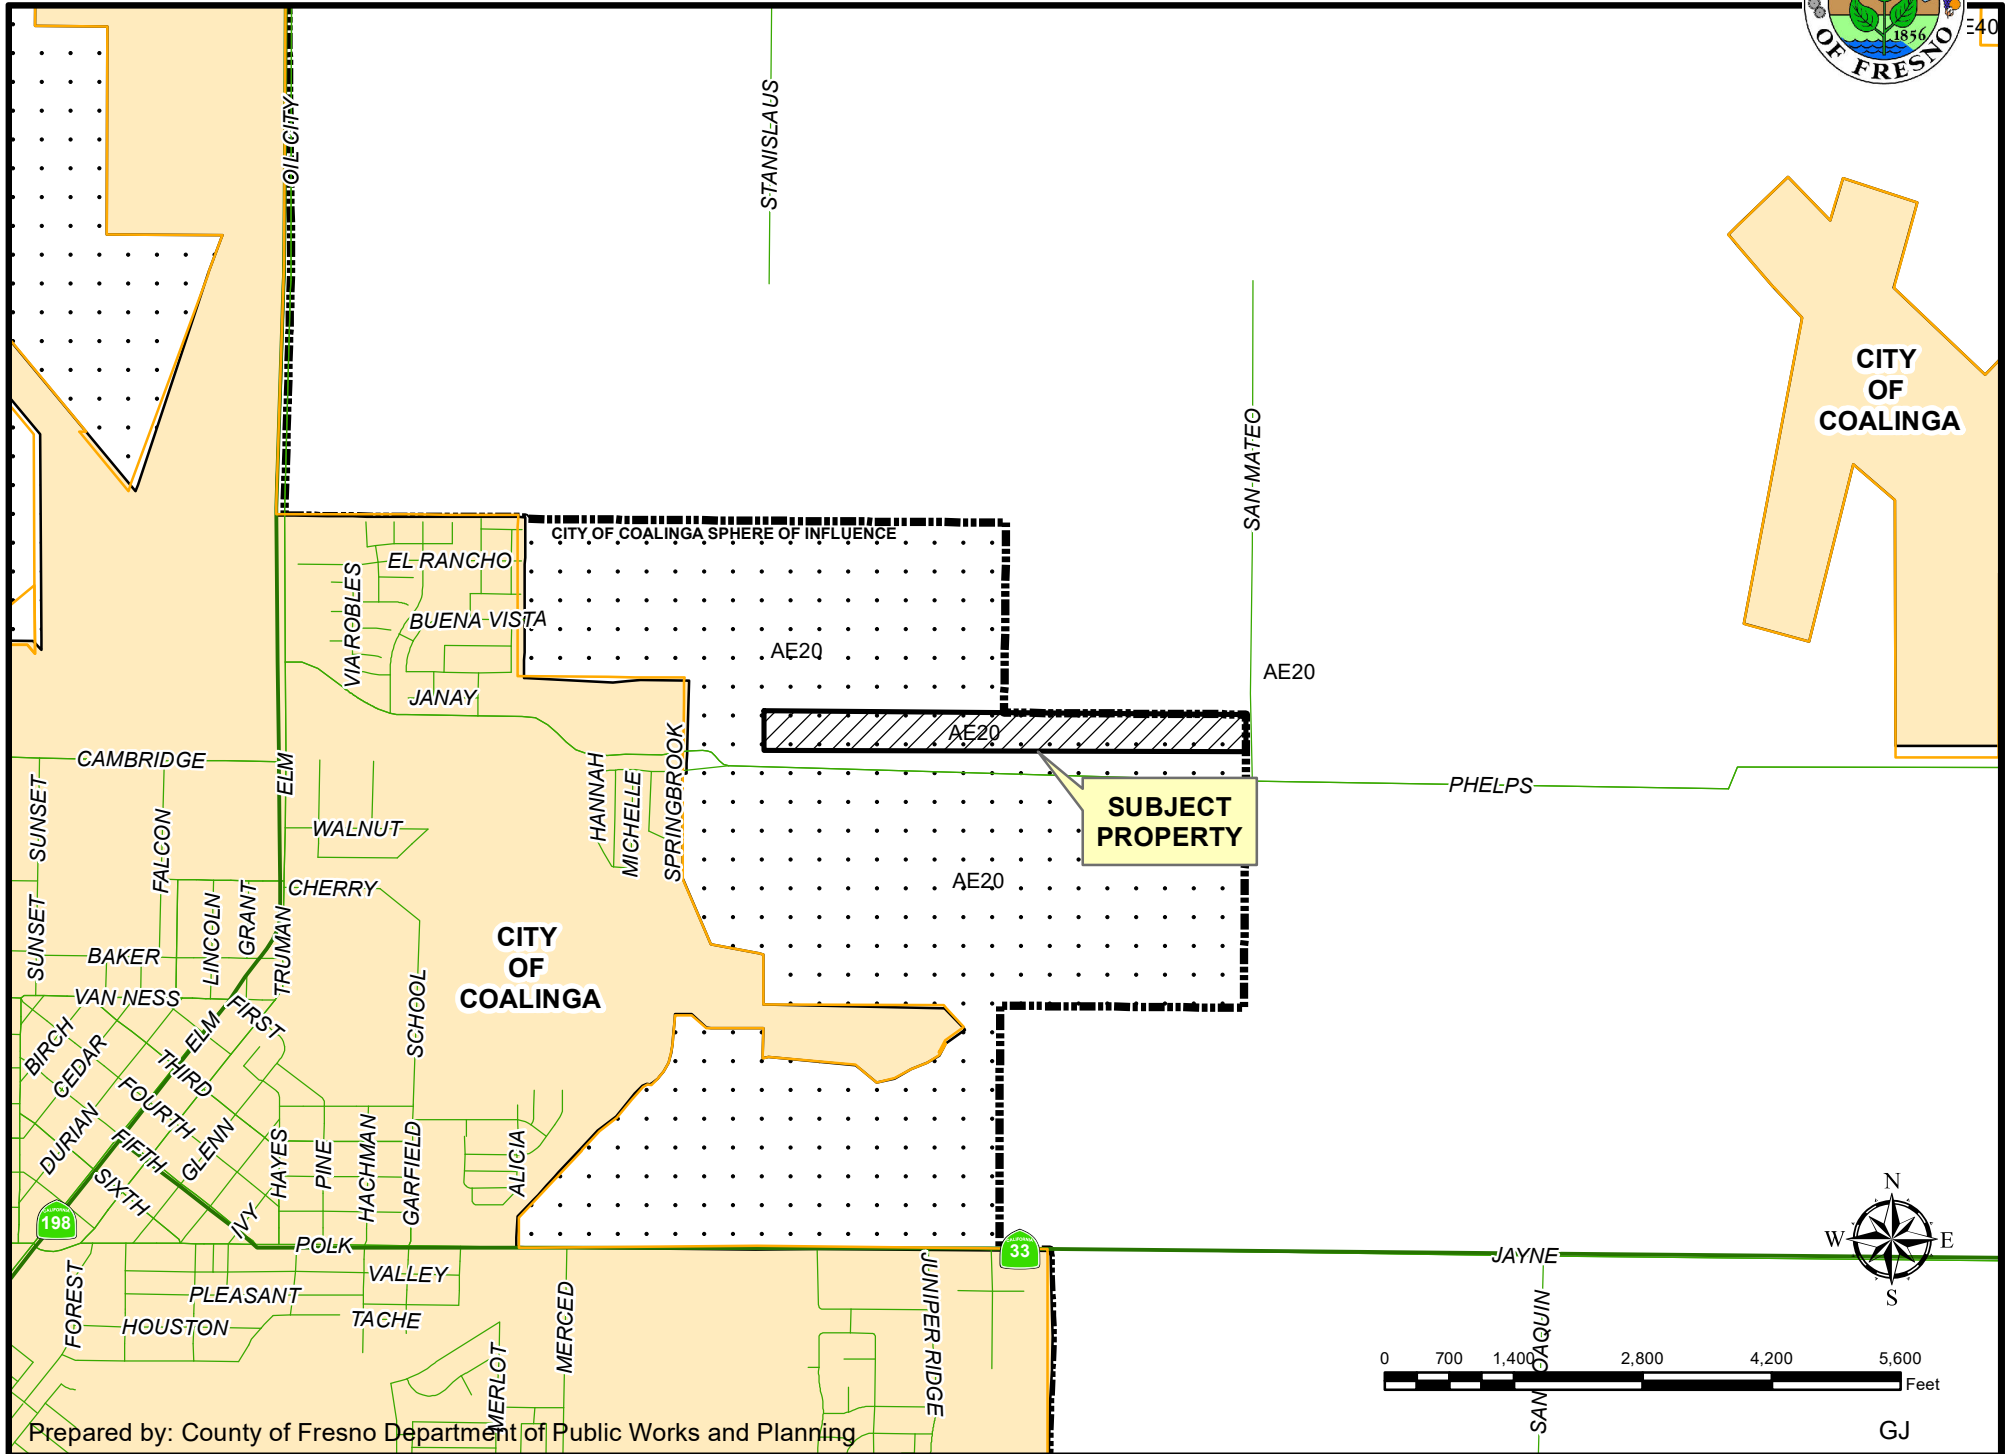 1856
OF FRESNO
E40
OIL CITY
STANISLAUS
CITY
OF
COALINGA
SAN MATEO
CITY OF COALINGA SPHERE OF INFLUENCE
EL RANCHO
VIA ROBLES
BUENA VISTA
AE20
AE20
JANAY
AE20
SPRINGBROOK
CAMBRIDGE
ELM
HANNAH
MICHELLE
SUNSET
PHELPS
SUBJECT
PROPERTY
FALCON
WALNUT
CHERRY
AE20
LINCOLN
GRANT
TRUMAN
SUNSET
CITY
OF
COALINGA
BAKER
SCHOOL
VAN NESS
FIRST
BIRCH
ELM
CEDAR
THIRD
FOURTH
DURIAN
FIFTH
GLENN
HAYES
PINE
HACHMAN
GARFIELD
ALICIA
SIXTH
IVY
CALIFORNIA
198
POLK
CALIFORNIA
33
JAYNE
N
W
E
S
FOREST
VALLEY
PLEASANT
TACHE
HOUSTON
MERCED
MERLOT
JUNIPER RIDGE
SAN JOAQUIN
0 700 1,400 2,800 4,200 5,600
Feet
Prepared by: County of Fresno Department of Public Works and Planning
GJ